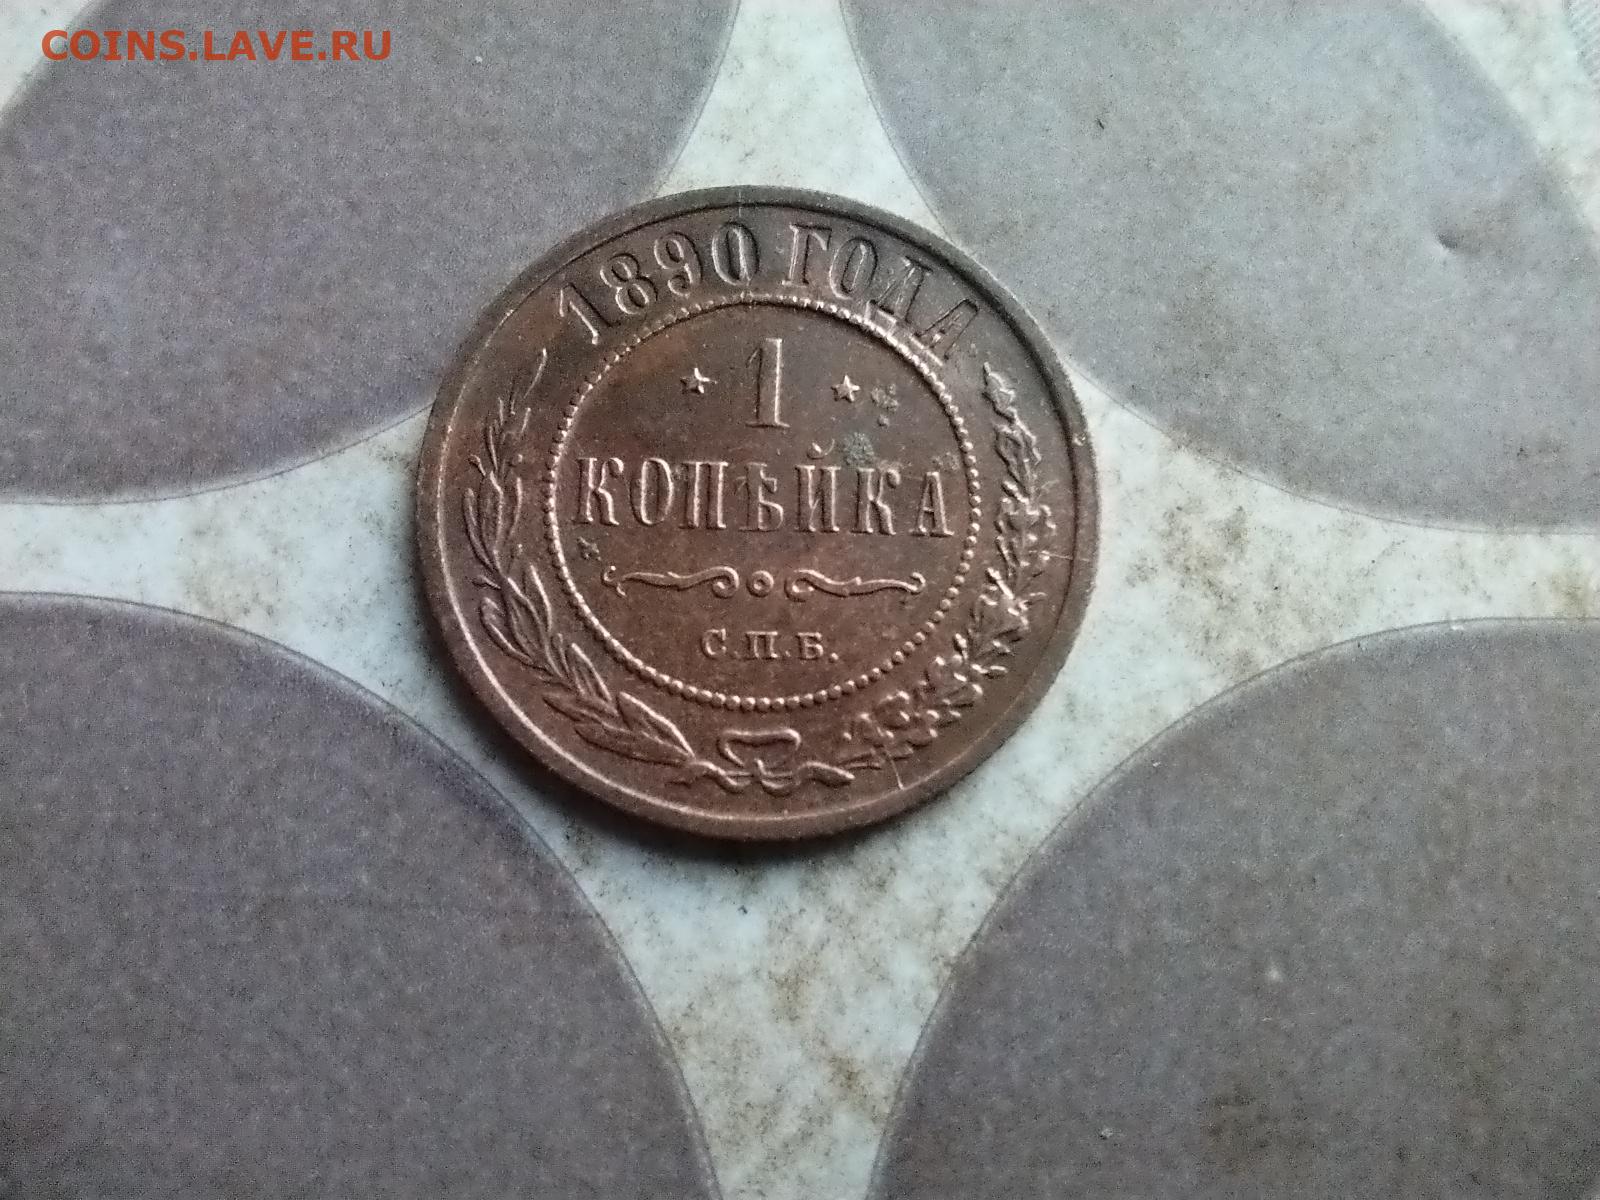 COINS.LAVE.RU
1890 ГОДА
1
КОПѢЙКА
С.П.Б.